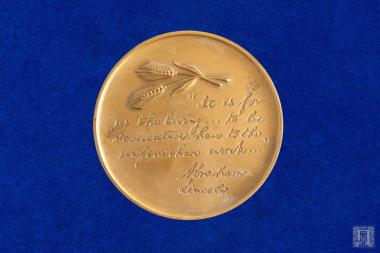 "It is for
us the living... to be
dedicated here to the
unfinished work...
Abraham
Lincoln